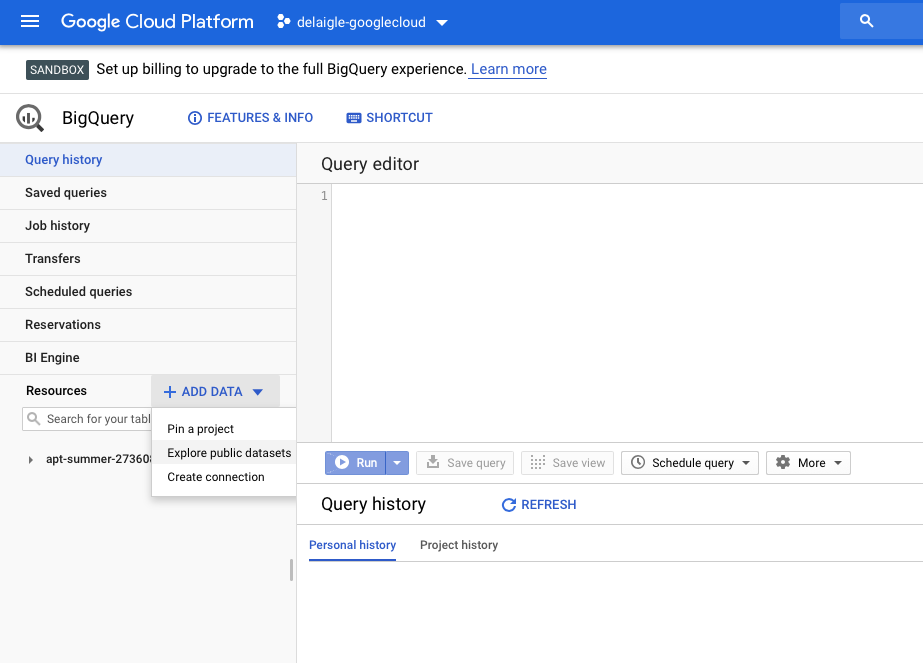 Google Cloud Platform
delaigle-googlecloud
SANDBOX Set up billing to upgrade to the full BigQuery experience. Learn more
BigQuery
FEATURES & INFO
SHORTCUT
Query history
Saved queries
Job history
Transfers
Scheduled queries
Reservations
BI Engine
Resources
ADD DATA
Search for your tabl
Pin a project
Explore public datasets
Create connection
apt-summer-27360
Query editor
1
Run
Save query
Save view
Schedule query
More
Query history
REFRESH
Personal history
Project history